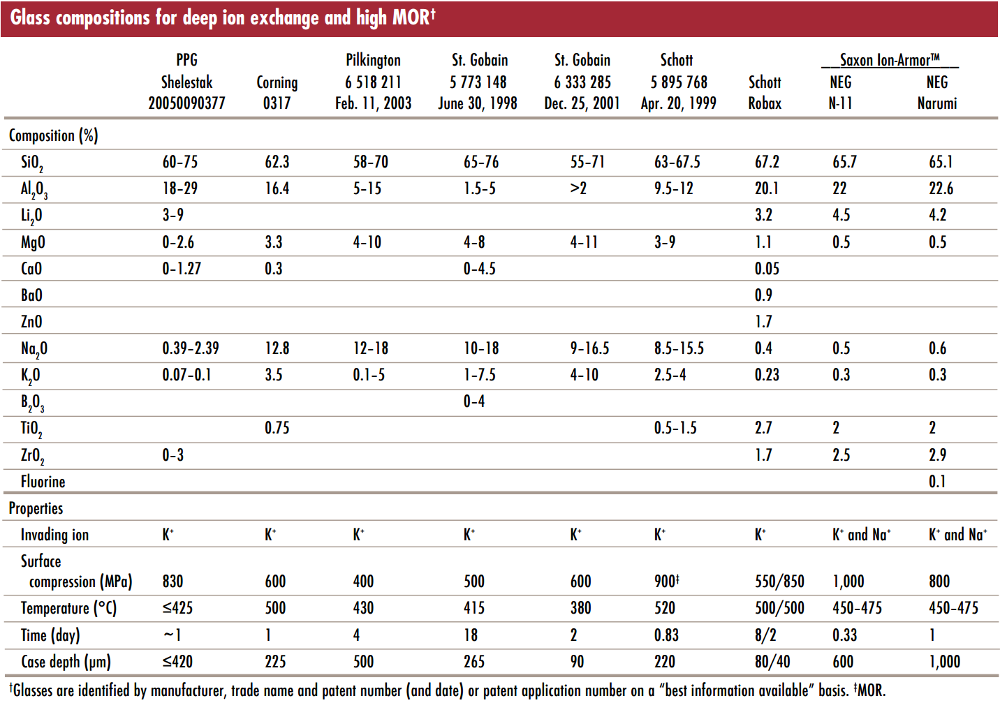 Glass compositions for deep ion exchange and high MOR†
PPG Pilkington St. Gobain St. Gobain Schott Saxon Ion-Armor™
Shelestak Corning 6 518 211 5 773 148 6 333 285 5 895 768 Schott NEG NEG
20050090377 0317 Feb. 11, 2003 June 30, 1998 Dec. 25, 2001 Apr. 20, 1999 Robax N-11 Narumi
Composition (%)
SiO₂ 60–75 62.3 58–70 65–76 55–71 63–67.5 67.2 65.7 65.1
Al₂O₃ 18–29 16.4 5–15 1.5–5 >2 9.5–12 20.1 22 22.6
Li₂O 3–9 3.2 4.5 4.2
MgO 0–2.6 3.3 4–10 4–8 4–11 3–9 1.1 0.5 0.5
CaO 0–1.27 0.3 0–4.5 0.05
BaO 0.9
ZnO 1.7
Na₂O 0.39–2.39 12.8 12–18 10–18 9–16.5 8.5–15.5 0.4 0.5 0.6
K₂O 0.07–0.1 3.5 0.1–5 1–7.5 4–10 2.5–4 0.23 0.3 0.3
B₂O₃ 0–4
TiO₂ 0.75 0.5–1.5 2.7 2 2
ZrO₂ 0–3 1.7 2.5 2.9
Fluorine 0.1
Properties
Invading ion K⁺ K⁺ K⁺ K⁺ K⁺ K⁺ K⁺ K⁺ and Na⁺ K⁺ and Na⁺
Surface
compression (MPa) 830 600 400 500 600 900‡ 550/850 1,000 800
Temperature (°C) ≤425 500 430 415 380 520 500/500 450–475 450–475
Time (day) ~1 1 4 18 2 0.83 8/2 0.33 1
Case depth (µm) ≤420 225 500 265 90 220 80/40 600 1,000
†Glasses are identified by manufacturer, trade name and patent number (and date) or patent application number on a “best information available” basis. ‡MOR.